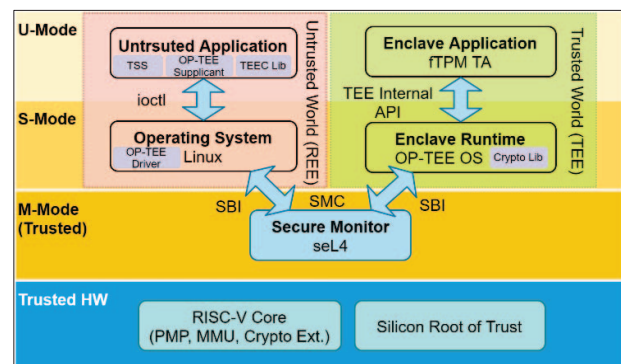 U-Mode
Untrsuted Application
TSS
OP-TEE
Supplicant
TEEC Lib
ioctl
Untrusted World (REE)
Enclave Application
fTPM TA
TEE Internal
API
Trusted World (TEE)
S-Mode
Operating System
OP-TEE
Driver
Linux
Enclave Runtime
OP-TEE OS
Crypto Lib
M-Mode
(Trusted)
SBI
SMC
SBI
Secure Monitor
seL4
Trusted HW
RISC-V Core
(PMP, MMU, Crypto Ext.)
Silicon Root of Trust